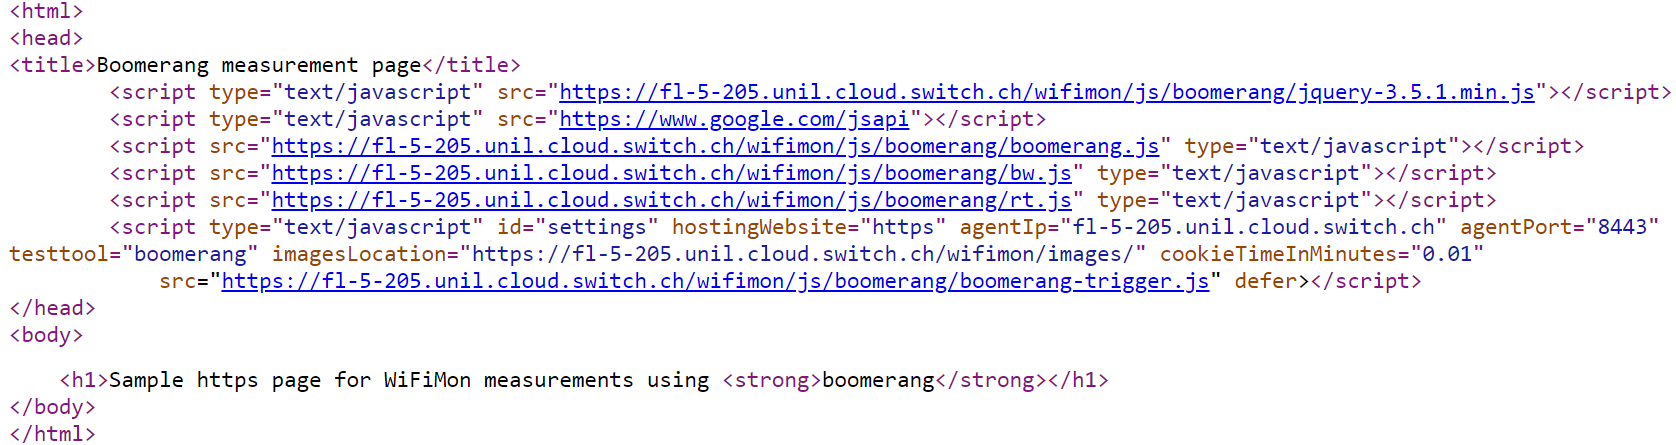 <html>
<head>
<title>Boomerang measurement page</title>
<script type="text/javascript" src="https://fl-5-205.unil.cloud.switch.ch/wifimon/js/boomerang/jquery-3.5.1.min.js"></script>
<script type="text/javascript" src="https://www.google.com/jsapi"></script>
<script src="https://fl-5-205.unil.cloud.switch.ch/wifimon/js/boomerang/boomerang.js" type="text/javascript"></script>
<script src="https://fl-5-205.unil.cloud.switch.ch/wifimon/js/boomerang/bw.js" type="text/javascript"></script>
<script src="https://fl-5-205.unil.cloud.switch.ch/wifimon/js/boomerang/rt.js" type="text/javascript"></script>
<script type="text/javascript" id="settings" hostingWebsite="https" agentIp="fl-5-205.unil.cloud.switch.ch" agentPort="8443"
testtool="boomerang" imagesLocation="https://fl-5-205.unil.cloud.switch.ch/wifimon/images/" cookieTimeInMinutes="0.01"
src="https://fl-5-205.unil.cloud.switch.ch/wifimon/js/boomerang/boomerang-trigger.js" defer></script>
</head>
<body>
<h1>Sample https page for WiFiMon measurements using <strong>boomerang</strong></h1>
</body>
</html>